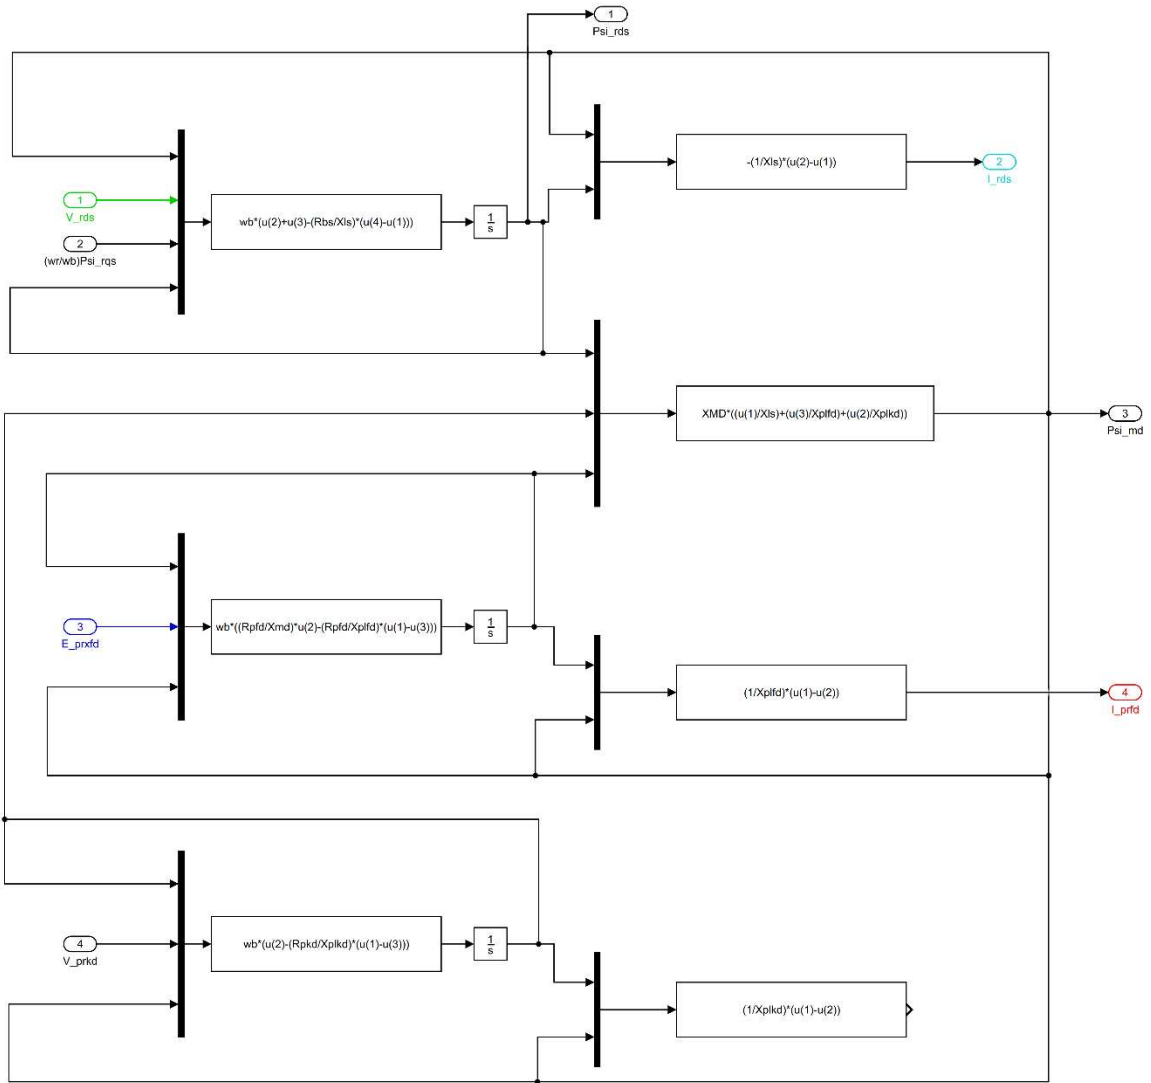 1
Psi_rds
-(1/Xls)*(u(2)-u(1))
2
I_rds
1
V_rds
wb*(u(2)+u(3)-(Rbs/Xls)*(u(4)-u(1)))
1
s
2
(wr/wb)Psi_rqs
XMD*((u(1)/Xls)+(u(3)/Xplfd)+(u(2)/Xplkd))
3
Psi_md
3
E_prxfd
wb*((Rpfd/Xmd)*u(2)-(Rpfd/Xplfd)*(u(1)-u(3)))
1
s
(1/Xplfd)*(u(1)-u(2))
4
I_prfd
4
V_prkd
wb*(u(2)-(Rpkd/Xplkd)*(u(1)-u(3)))
1
s
(1/Xplkd)*(u(1)-u(2))